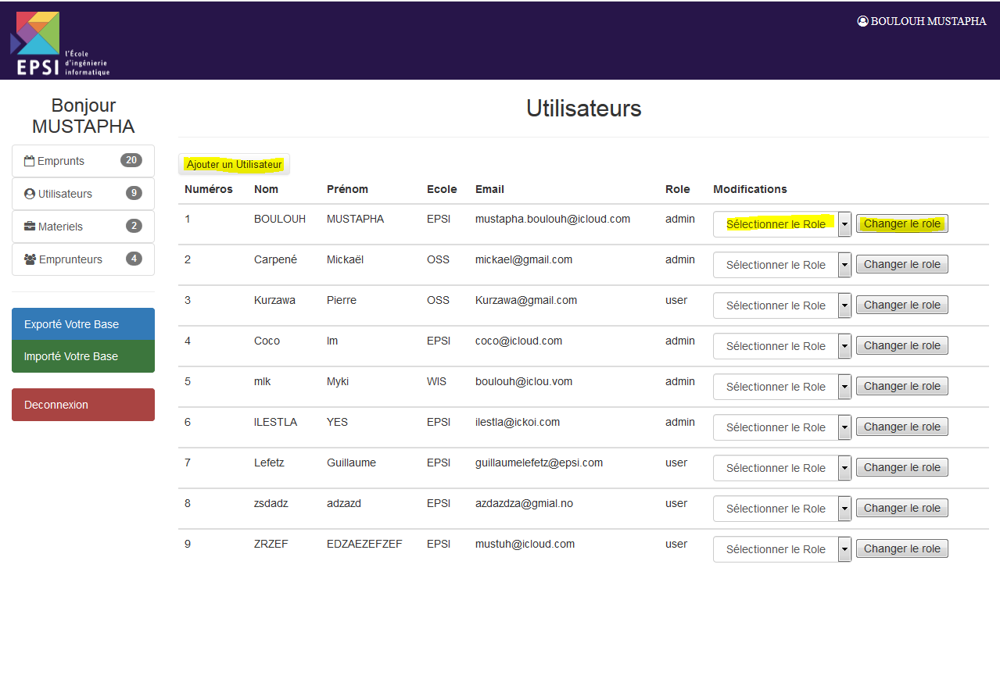 EPSI
l'École
d'ingénierie
informatique
BOULOUH MUSTAPHA
Bonjour
MUSTAPHA
Emprunts 20
Utilisateurs 9
Materiels 2
Emprunteurs 4
Exporté Votre Base
Importé Votre Base
Deconnexion
Utilisateurs
Ajouter un Utilisateur
Numéros Nom Prénom Ecole Email Role Modifications
1 BOULOUH MUSTAPHA EPSI mustapha.boulouh@icloud.com admin Sélectionner le Role Changer le role
2 Carpené Mickaël OSS mickael@gmail.com admin Sélectionner le Role Changer le role
3 Kurzawa Pierre OSS Kurzawa@gmail.com user Sélectionner le Role Changer le role
4 Coco Im EPSI coco@icloud.com admin Sélectionner le Role Changer le role
5 mlk Myki WIS boulouh@iclou.vom admin Sélectionner le Role Changer le role
6 ILESTLA YES EPSI ilestla@ickoi.com admin Sélectionner le Role Changer le role
7 Lefetz Guillaume EPSI guillaumelefetz@epsi.com user Sélectionner le Role Changer le role
8 zsdadz adzazd EPSI azdazdza@gmial.no user Sélectionner le Role Changer le role
9 ZRZEF EDZAEZEFZEF EPSI mustuh@icloud.com user Sélectionner le Role Changer le role